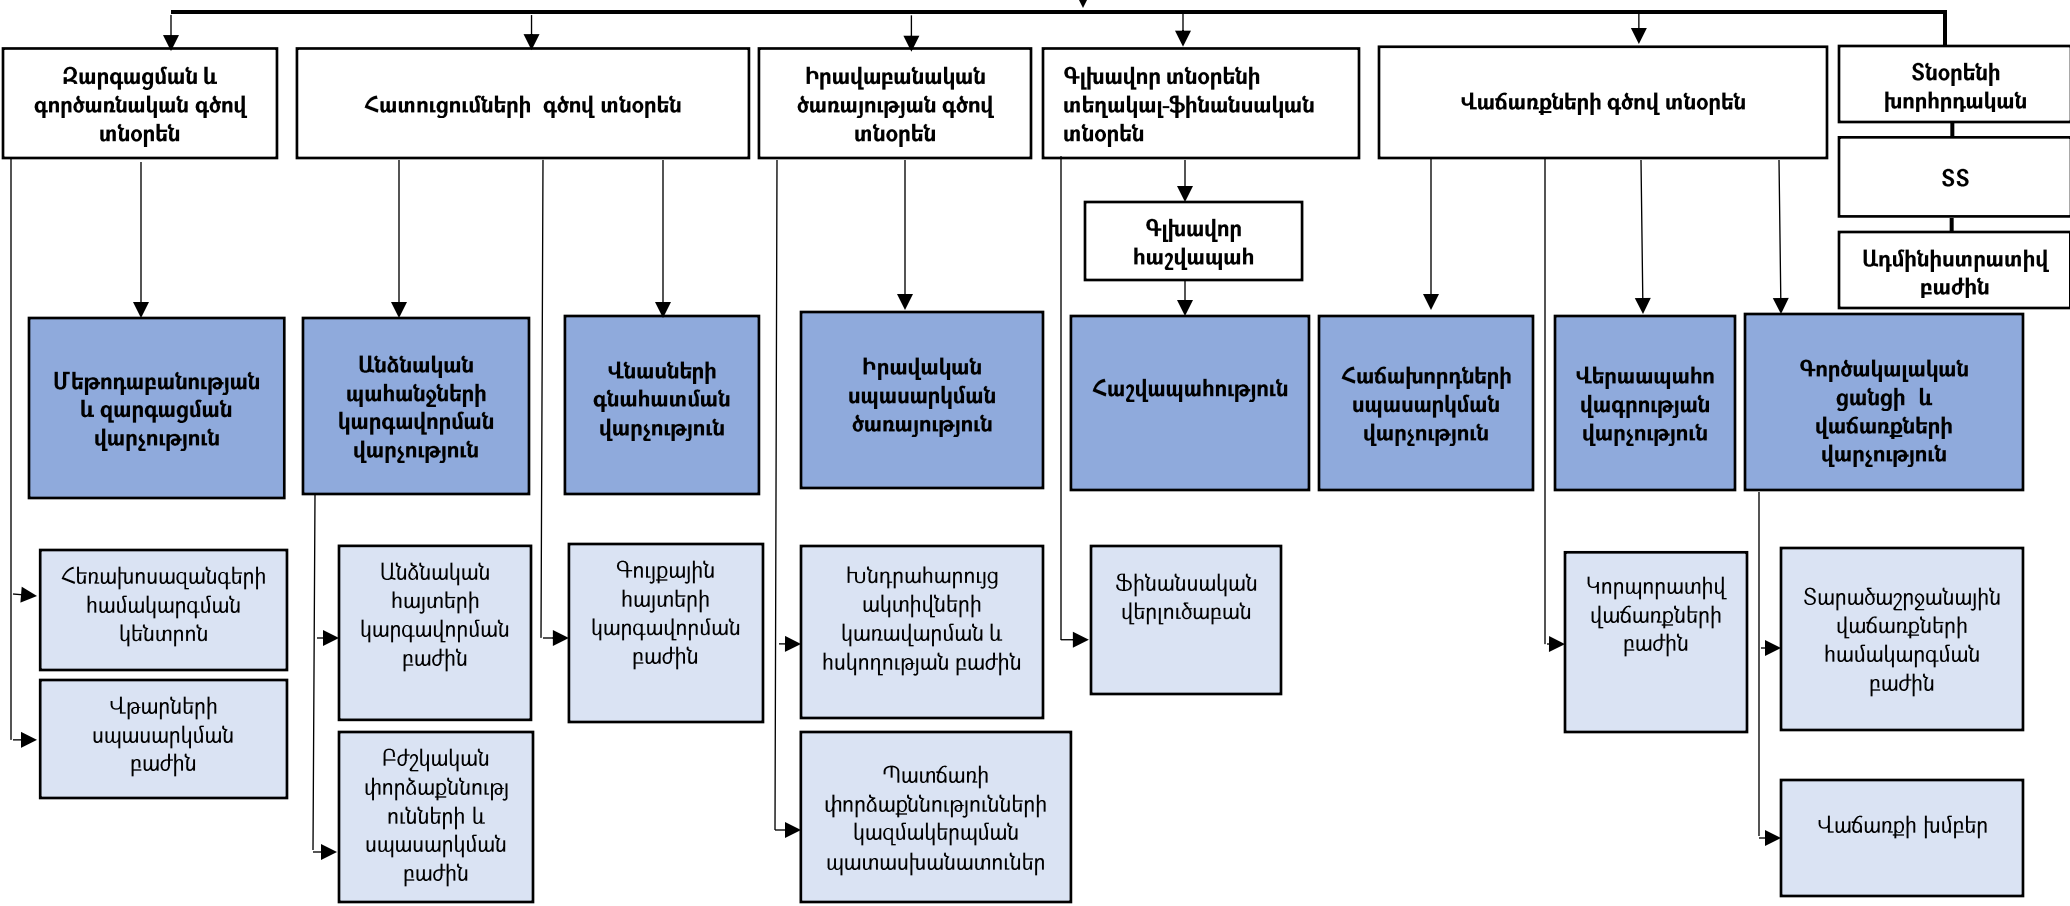 Զարգացման և
գործառնական գծով
տնօրեն
Հատուցումների  գծով տնօրեն
Իրավաբանական
ծառայության գծով
տնօրեն
Գլխավոր տնօրենի
տեղակալ-ֆինանսական
տնօրեն
Վաճառքների գծով տնօրեն
Տնօրենի
խորհրդական
ՏՏ
Ադմինիստրատիվ
բաժին
Գլխավոր
հաշվապահ
Մեթոդաբանության
և զարգացման
վարչություն
Անձնական
պահանջների
կարգավորման
վարչություն
Վնասների
գնահատման
վարչություն
Իրավական
սպասարկման
ծառայություն
Հաշվապահություն
Հաճախորդների
սպասարկման
վարչություն
Վերաապահո
վագրության
վարչություն
Գործակալական
ցանցի  և
վաճառքների
վարչություն
Հեռախոսազանգերի
համակարգման
կենտրոն
Անձնական
հայտերի
կարգավորման
բաժին
Գույքային
հայտերի
կարգավորման
բաժին
Խնդրահարույց
ակտիվների
կառավարման և
հսկողության բաժին
Ֆինանսական
վերլուծաբան
Կորպորատիվ
վաճառքների
բաժին
Տարածաշրջանային
վաճառքների
համակարգման
բաժին
Վթարների
սպասարկման
բաժին
Բժշկական
փորձաքննությ
ունների և
սպասարկման
բաժին
Պատճառի
փորձաքննությունների
կազմակերպման
պատասխանատուներ
Վաճառքի խմբեր